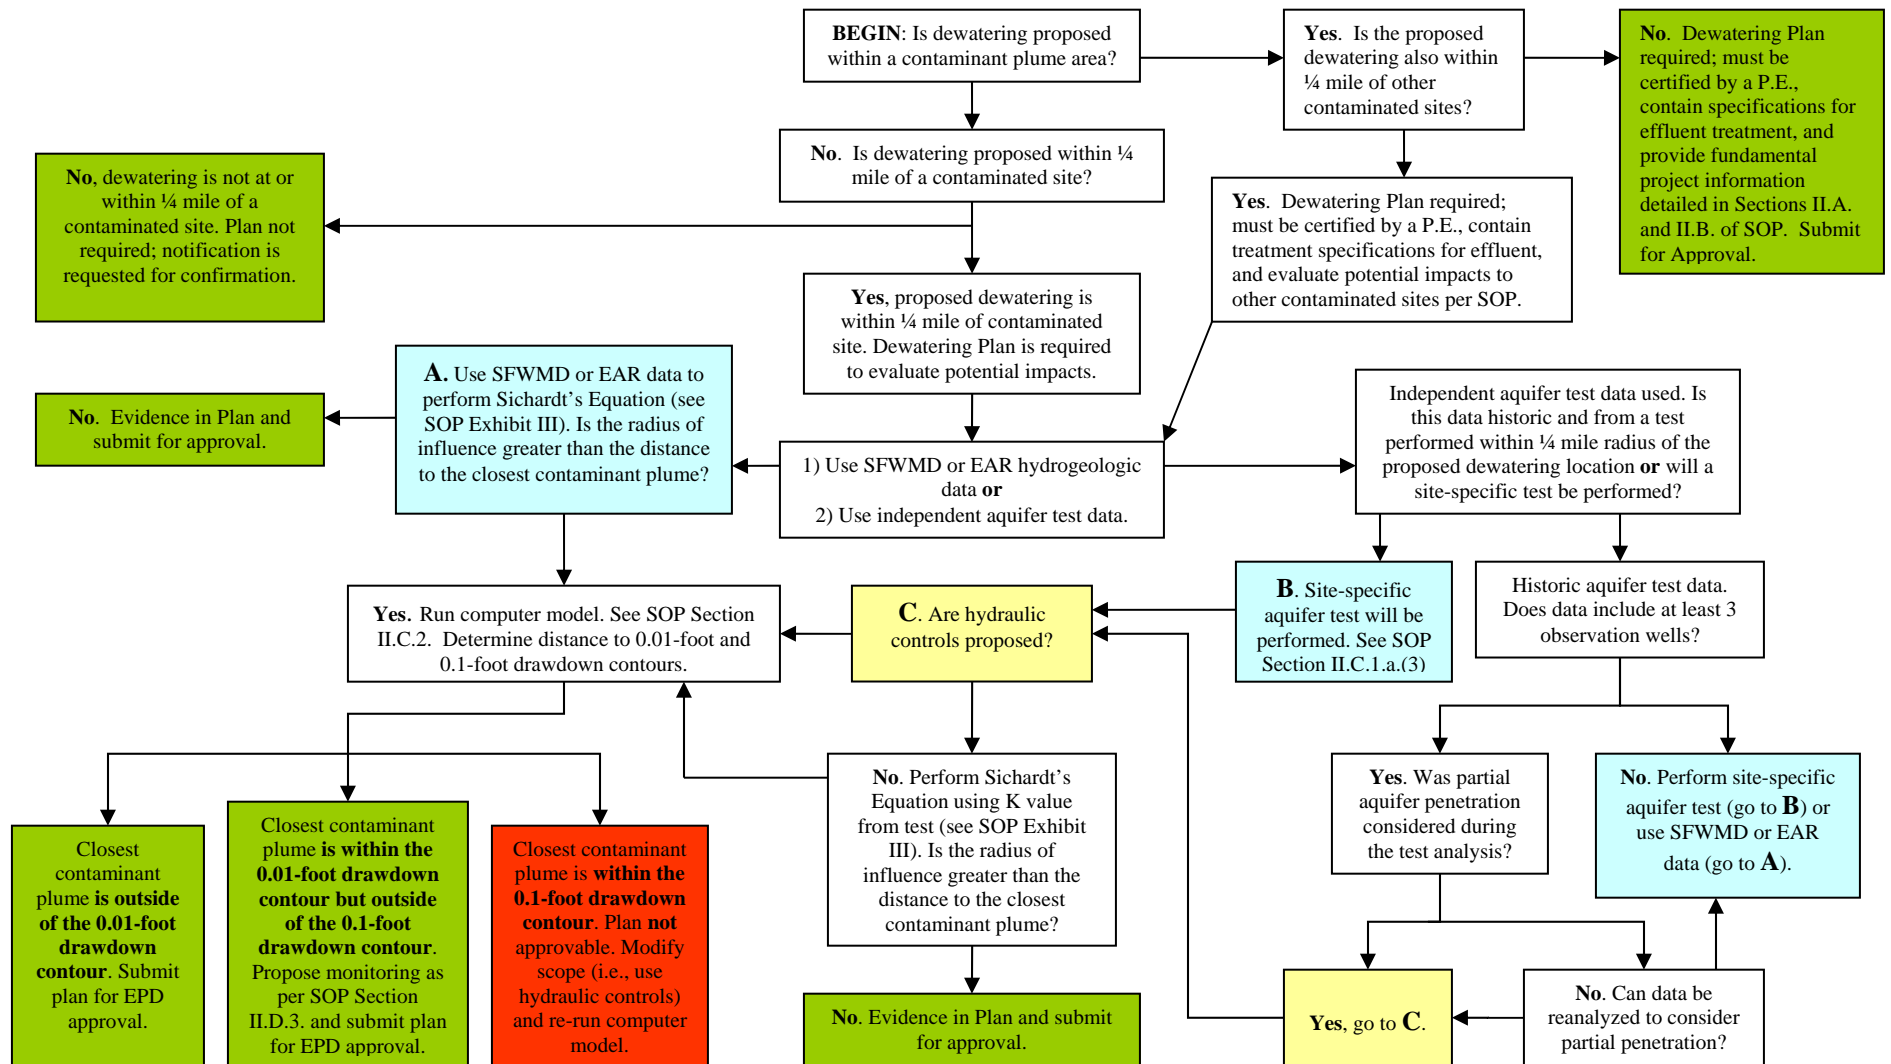 BEGIN: Is dewatering proposed
within a contaminant plume area?
Yes. Is the proposed
dewatering also within
¼ mile of other
contaminated sites?
No. Dewatering Plan
required; must be
certified by a P.E.,
contain specifications for
effluent treatment, and
provide fundamental
project information
detailed in Sections II.A.
and II.B. of SOP. Submit
for Approval.
No. Is dewatering proposed within ¼
mile of a contaminated site?
No, dewatering is not at or
within ¼ mile of a
contaminated site. Plan not
required; notification is
requested for confirmation.
Yes. Dewatering Plan required;
must be certified by a P.E., contain
treatment specifications for effluent,
and evaluate potential impacts to
other contaminated sites per SOP.
Yes, proposed dewatering is
within ¼ mile of contaminated
site. Dewatering Plan is required
to evaluate potential impacts.
A. Use SFWMD or EAR data to
perform Sichardt's Equation (see
SOP Exhibit III). Is the radius of
influence greater than the distance
to the closest contaminant plume?
No. Evidence in Plan and
submit for approval.
1) Use SFWMD or EAR hydrogeologic
data or
2) Use independent aquifer test data.
Independent aquifer test data used. Is
this data historic and from a test
performed within ¼ mile radius of the
proposed dewatering location or will a
site-specific test be performed?
Yes. Run computer model. See SOP Section
II.C.2. Determine distance to 0.01-foot and
0.1-foot drawdown contours.
C. Are hydraulic
controls proposed?
B. Site-specific
aquifer test will be
performed. See SOP
Section II.C.1.a.(3)
Historic aquifer test data.
Does data include at least 3
observation wells?
No. Perform Sichardt's
Equation using K value
from test (see SOP Exhibit
III). Is the radius of
influence greater than the
distance to the closest
contaminant plume?
Yes. Was partial
aquifer penetration
considered during
the test analysis?
No. Perform site-specific
aquifer test (go to B) or
use SFWMD or EAR
data (go to A).
Closest
contaminant
plume is outside
of the 0.01-foot
drawdown
contour. Submit
plan for EPD
approval.
Closest contaminant
plume is within the
0.01-foot drawdown
contour but outside
of the 0.1-foot
drawdown contour.
Propose monitoring as
per SOP Section
II.D.3. and submit plan
for EPD approval.
Closest contaminant
plume is within the
0.1-foot drawdown
contour. Plan not
approvable. Modify
scope (i.e., use
hydraulic controls)
and re-run computer
model.
No. Evidence in Plan and submit
for approval.
Yes, go to C.
No. Can data be
reanalyzed to consider
partial penetration?